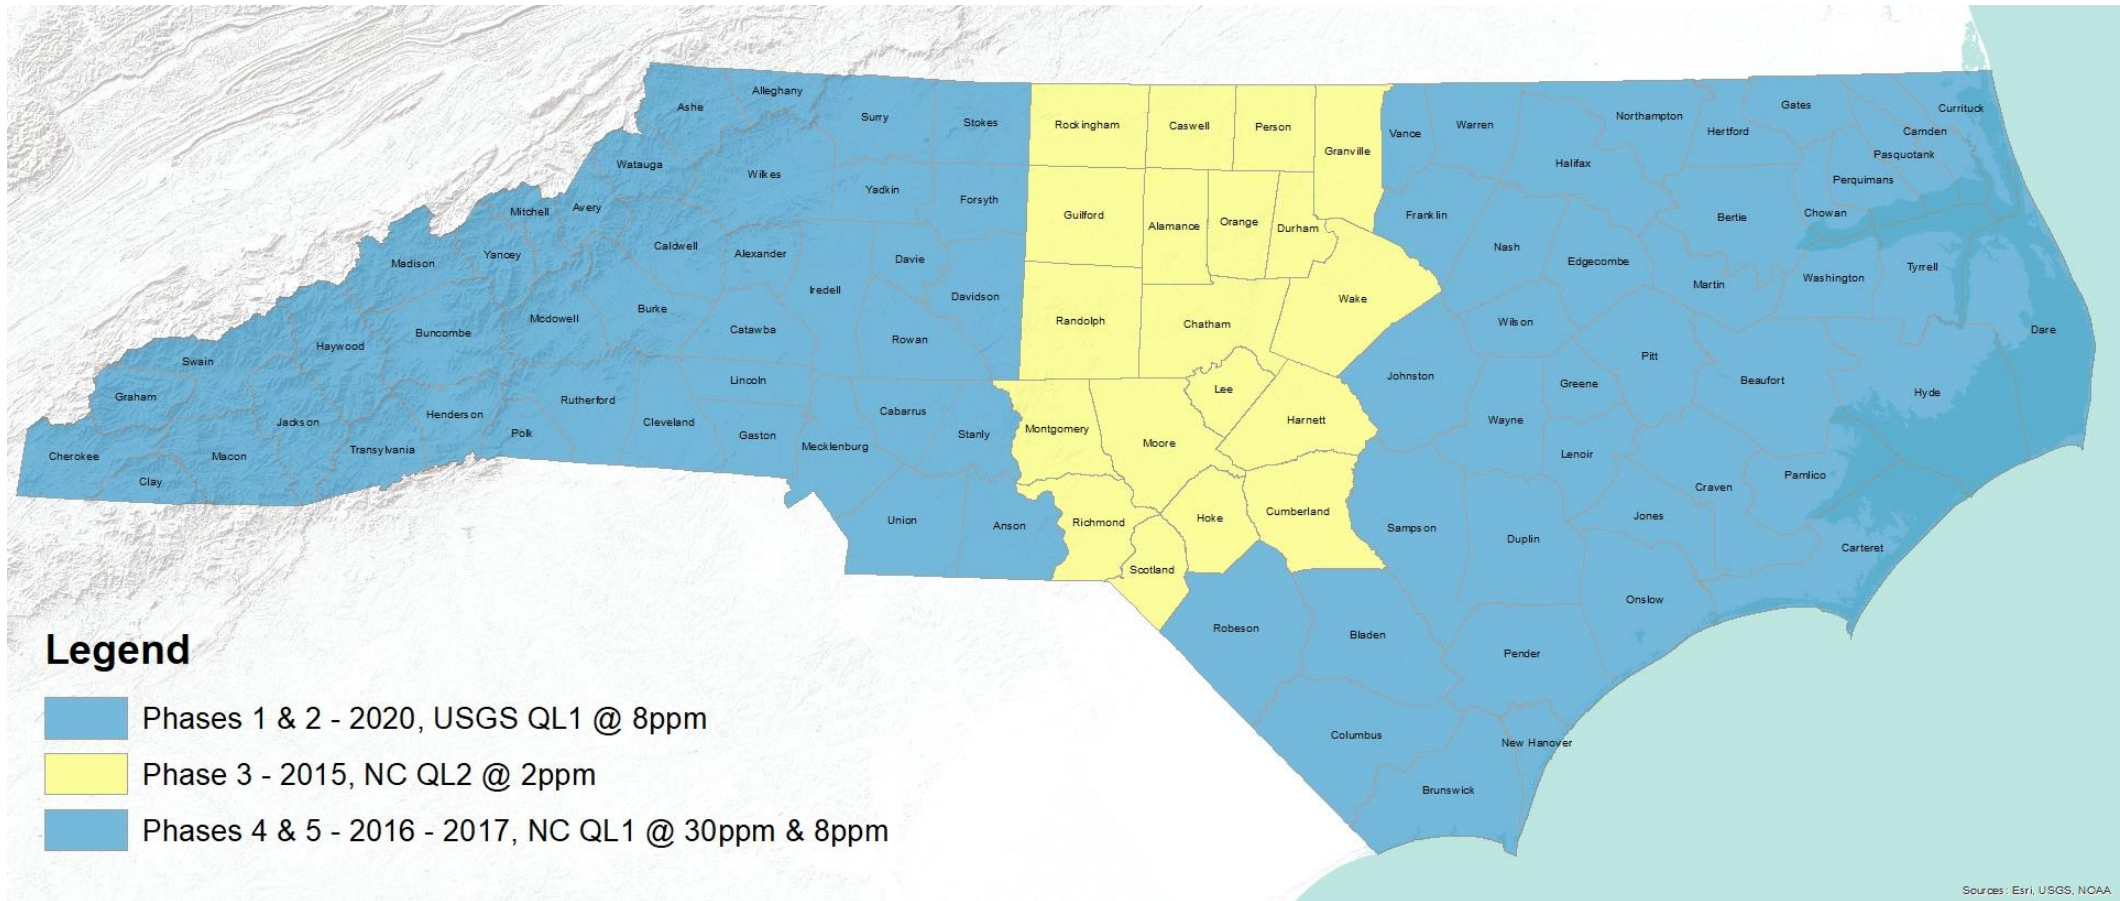 Ashe
Alleghany
Surry
Stokes
Rockingham
Caswell
Person
Granville
Vance
Warren
Northampton
Hertford
Gates
Currituck
Camden
Pasquotank
Perquimans
Chowan
Halifax
Watauga
Wilkes
Yadkin
Forsyth
Guilford
Alamance
Orange
Durham
Franklin
Nash
Edgecombe
Bertie
Martin
Washington
Tyrrell
Dare
Mitchell
Avery
Caldwell
Alexander
Davie
Iredell
Davidson
Madison
Yancey
Mcdowell
Burke
Catawba
Rowan
Randolph
Chatham
Wake
Wilson
Pitt
Beaufort
Hyde
Swain
Haywood
Buncombe
Graham
Jackson
Henderson
Rutherford
Lincoln
Cleveland
Gaston
Cabarrus
Stanly
Montgomery
Moore
Lee
Harnett
Johnston
Wayne
Greene
Lenoir
Craven
Pamlico
Cherokee
Clay
Macon
Transylvania
Polk
Mecklenburg
Union
Anson
Richmond
Scotland
Hoke
Cumberland
Sampson
Duplin
Jones
Carteret
Onslow
Robeson
Bladen
Pender
Columbus
New Hanover
Brunswick
Legend
Phases 1 & 2 - 2020, USGS QL1 @ 8ppm
Phase 3 - 2015, NC QL2 @ 2ppm
Phases 4 & 5 - 2016 - 2017, NC QL1 @ 30ppm & 8ppm
Sources: Esri, USGS, NOAA